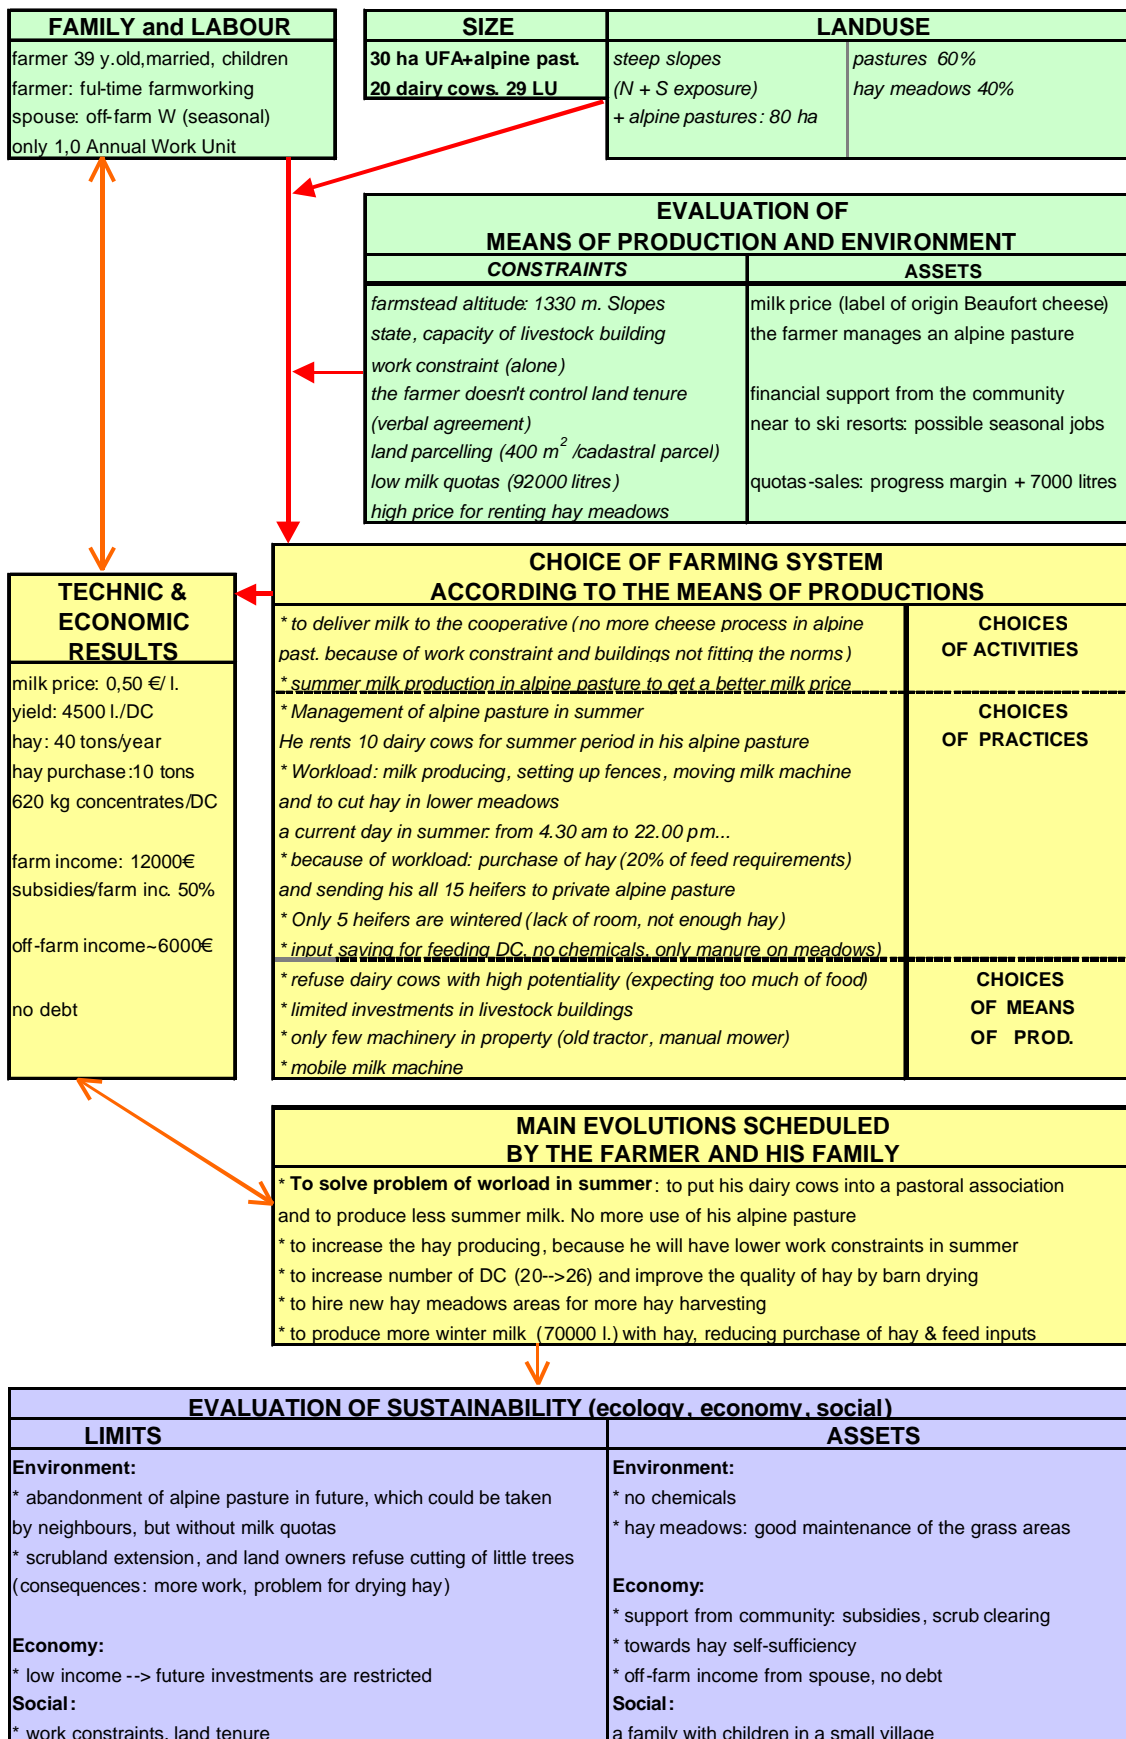 FAMILY and LABOUR
farmer 39 y.old,married, children
farmer: ful-time farmworking
spouse: off-farm W (seasonal)
only 1,0 Annual Work Unit
SIZE
30 ha UFA+alpine past.
20 dairy cows. 29 LU
LANDUSE
steep slopes
(N + S exposure)
+ alpine pastures: 80 ha
pastures 60%
hay meadows 40%
EVALUATION OF
MEANS OF PRODUCTION AND ENVIRONMENT
CONSTRAINTS
farmstead altitude: 1330 m. Slopes
state, capacity of livestock building
work constraint (alone)
the farmer doesn't control land tenure
(verbal agreement)
land parcelling (400 m2 /cadastral parcel)
low milk quotas (92000 litres)
high price for renting hay meadows
ASSETS
milk price (label of origin Beaufort cheese)
the farmer manages an alpine pasture
financial support from the community
near to ski resorts: possible seasonal jobs
quotas-sales: progress margin + 7000 litres
TECHNIC &
ECONOMIC
RESULTS
milk price: 0,50 €/ l.
yield: 4500 l./DC
hay: 40 tons/year
hay purchase:10 tons
620 kg concentrates/DC
farm income: 12000€
subsidies/farm inc. 50%
off-farm income~6000€
no debt
CHOICE OF FARMING SYSTEM
ACCORDING TO THE MEANS OF PRODUCTIONS
* to deliver milk to the cooperative (no more cheese process in alpine
past. because of work constraint and buildings not fitting the norms)
* summer milk production in alpine pasture to get a better milk price
CHOICES
OF ACTIVITIES
* Management of alpine pasture in summer
He rents 10 dairy cows for summer period in his alpine pasture
* Workload: milk producing, setting up fences, moving milk machine
and to cut hay in lower meadows
a current day in summer: from 4.30 am to 22.00 pm...
* because of workload: purchase of hay (20% of feed requirements)
and sending his all 15 heifers to private alpine pasture
* Only 5 heifers are wintered (lack of room, not enough hay)
* input saving for feeding DC, no chemicals, only manure on meadows)
CHOICES
OF PRACTICES
* refuse dairy cows with high potentiality (expecting too much of food)
* limited investments in livestock buildings
* only few machinery in property (old tractor, manual mower)
* mobile milk machine
CHOICES
OF MEANS
OF PROD.
MAIN EVOLUTIONS SCHEDULED
BY THE FARMER AND HIS FAMILY
* To solve problem of worload in summer: to put his dairy cows into a pastoral association
and to produce less summer milk. No more use of his alpine pasture
* to increase the hay producing, because he will have lower work constraints in summer
* to increase number of DC (20-->26) and improve the quality of hay by barn drying
* to hire new hay meadows areas for more hay harvesting
* to produce more winter milk (70000 l.) with hay, reducing purchase of hay & feed inputs
EVALUATION OF SUSTAINABILITY (ecology, economy, social)
LIMITS
Environment:
* abandonment of alpine pasture in future, which could be taken
by neighbours, but without milk quotas
* scrubland extension, and land owners refuse cutting of little trees
(consequences: more work, problem for drying hay)
Economy:
* low income --> future investments are restricted
Social:
* work constraints, land tenure
ASSETS
Environment:
* no chemicals
* hay meadows: good maintenance of the grass areas
Economy:
* support from community: subsidies, scrub clearing
* towards hay self-sufficiency
* off-farm income from spouse, no debt
Social:
a family with children in a small village